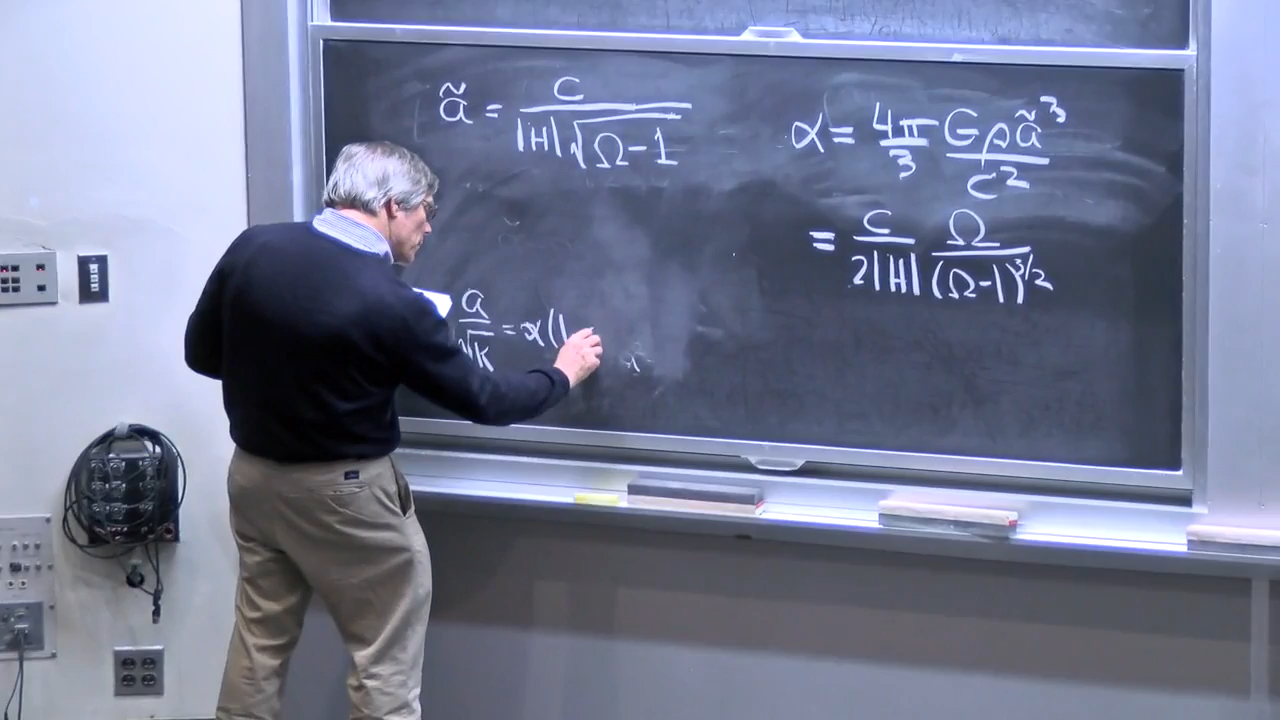 ã = c / |H|√Ω-1
α = 4π/3 Gρã³/c²
= c/2|H| Ω/(Ω-1)^3/2
a/√k = α(1